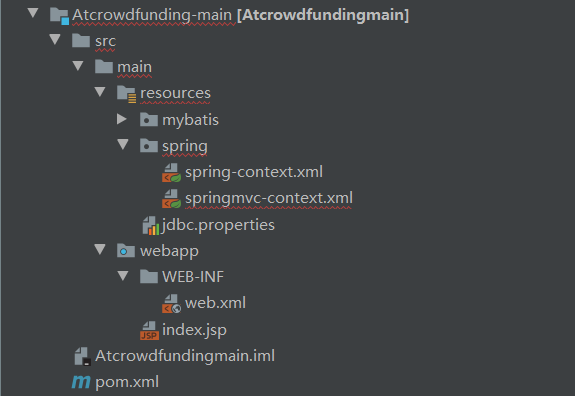 Atcrowdfunding-main [Atcrowdfundingmain]
src
main
resources
mybatis
spring
spring-context.xml
springmvc-context.xml
jdbc.properties
webapp
WEB-INF
web.xml
JSP index.jsp
Atcrowdfundingmain.iml
m pom.xml